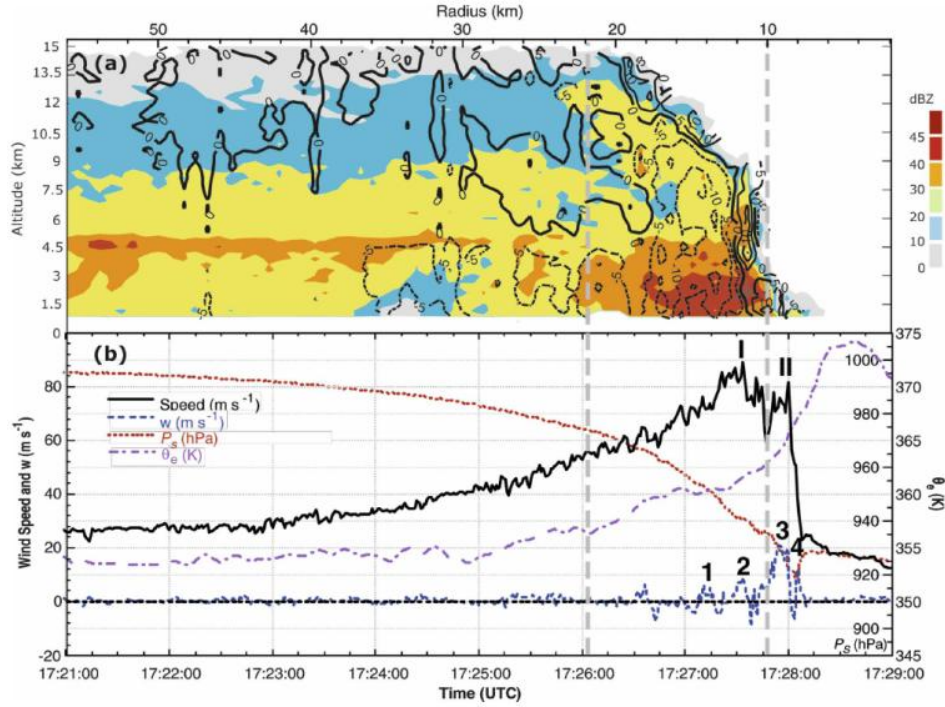 Radius (km)
50 40 30 20 10
(a)
Altitude (km)
15
13.5
12
10.5
9
7.5
6
4.5
3
1.5
0
dBZ
45
40
30
20
10
0
(b)
I
II
Speed (m s⁻¹)
w (m s⁻¹)
Pₛ (hPa)
θₑ (K)
1
2
3
4
Wind Speed and w (m s⁻¹)
80
60
40
20
0
-20
1000
980
960
940
920
900
Pₛ (hPa)
375
370
365
360
355
350
345
θₑ (K)
17:21:00 17:22:00 17:23:00 17:24:00 17:25:00 17:26:00 17:27:00 17:28:00 17:29:00
Time (UTC)